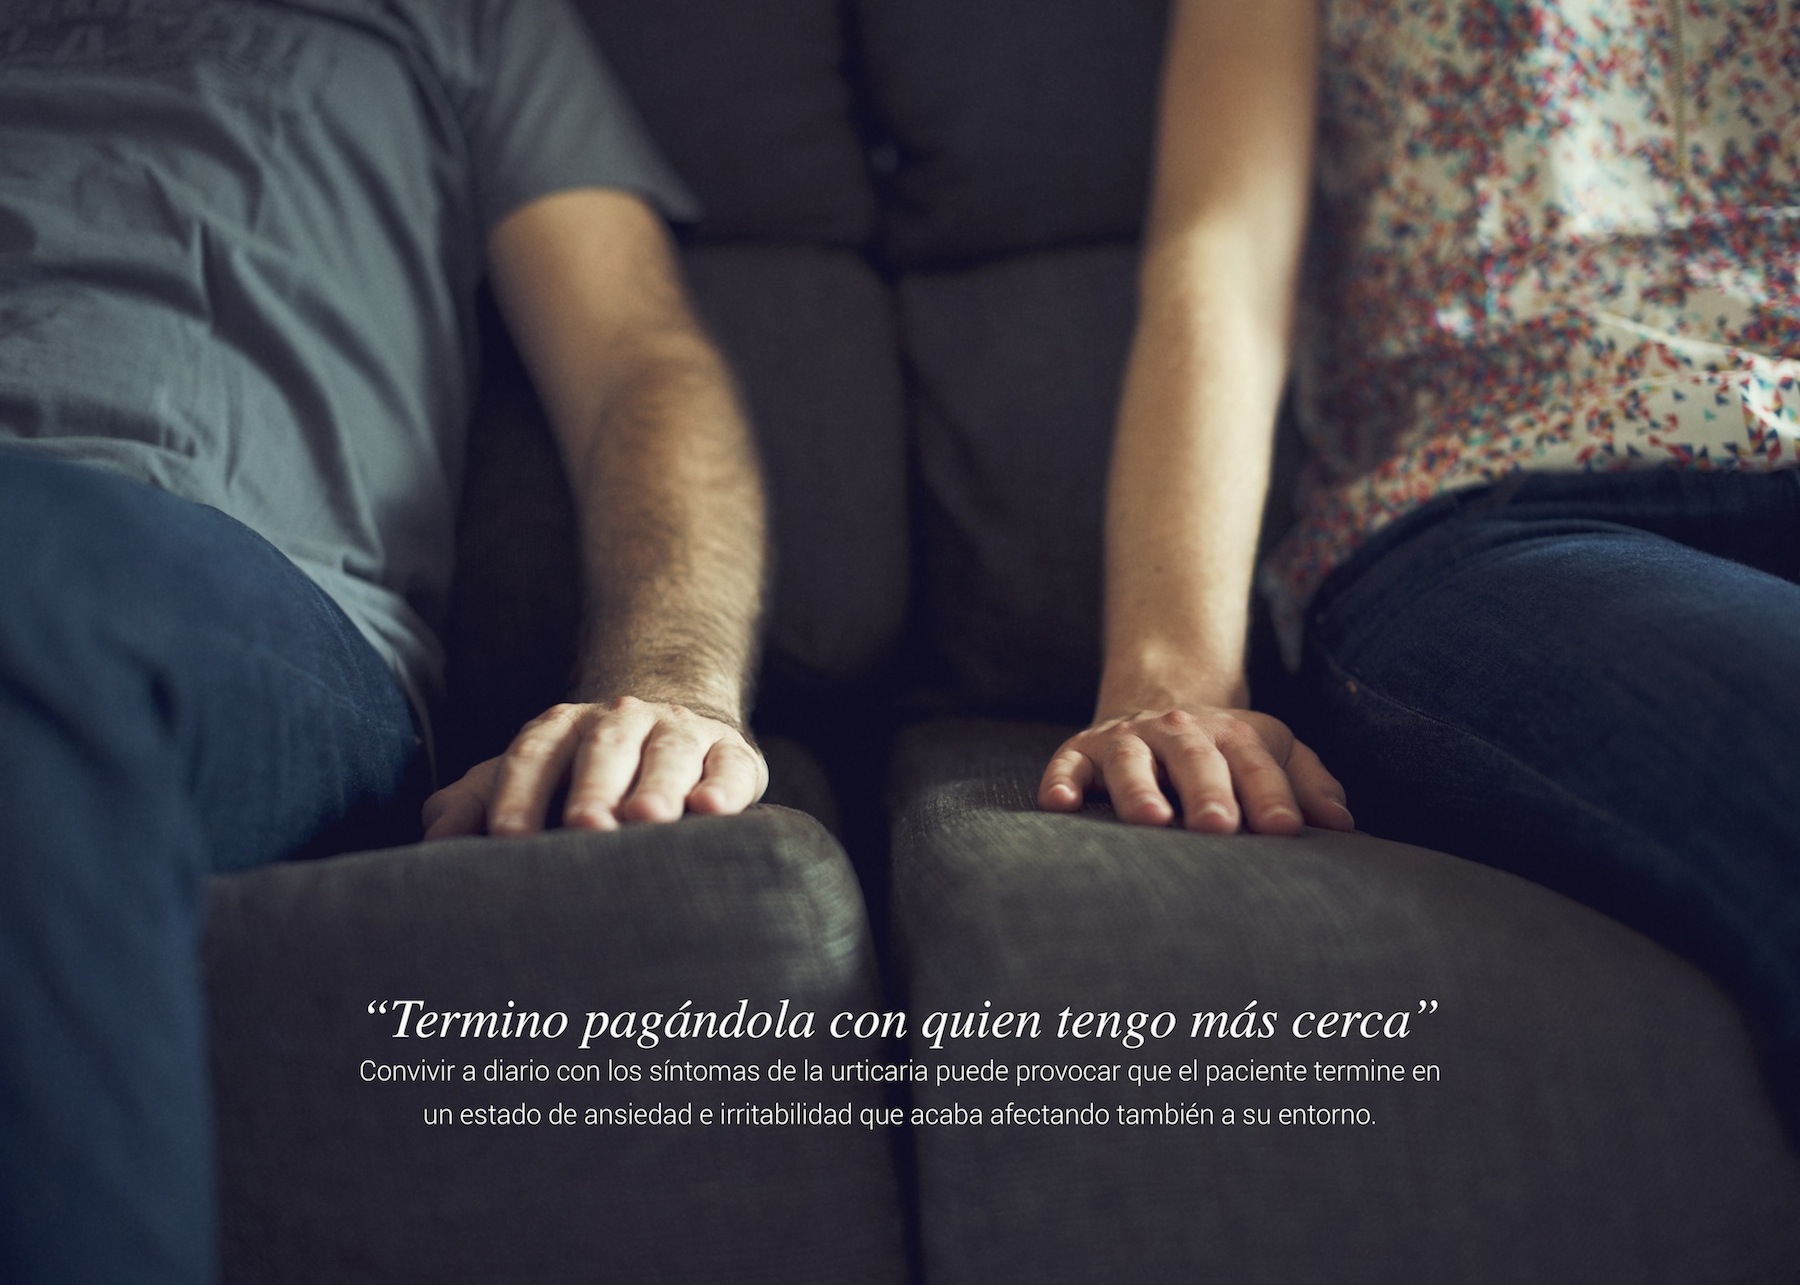 “Termino pagándola con quien tengo más cerca”
Convivir a diario con los síntomas de la urticaria puede provocar que el paciente termine en
un estado de ansiedad e irritabilidad que acaba afectando también a su entorno.